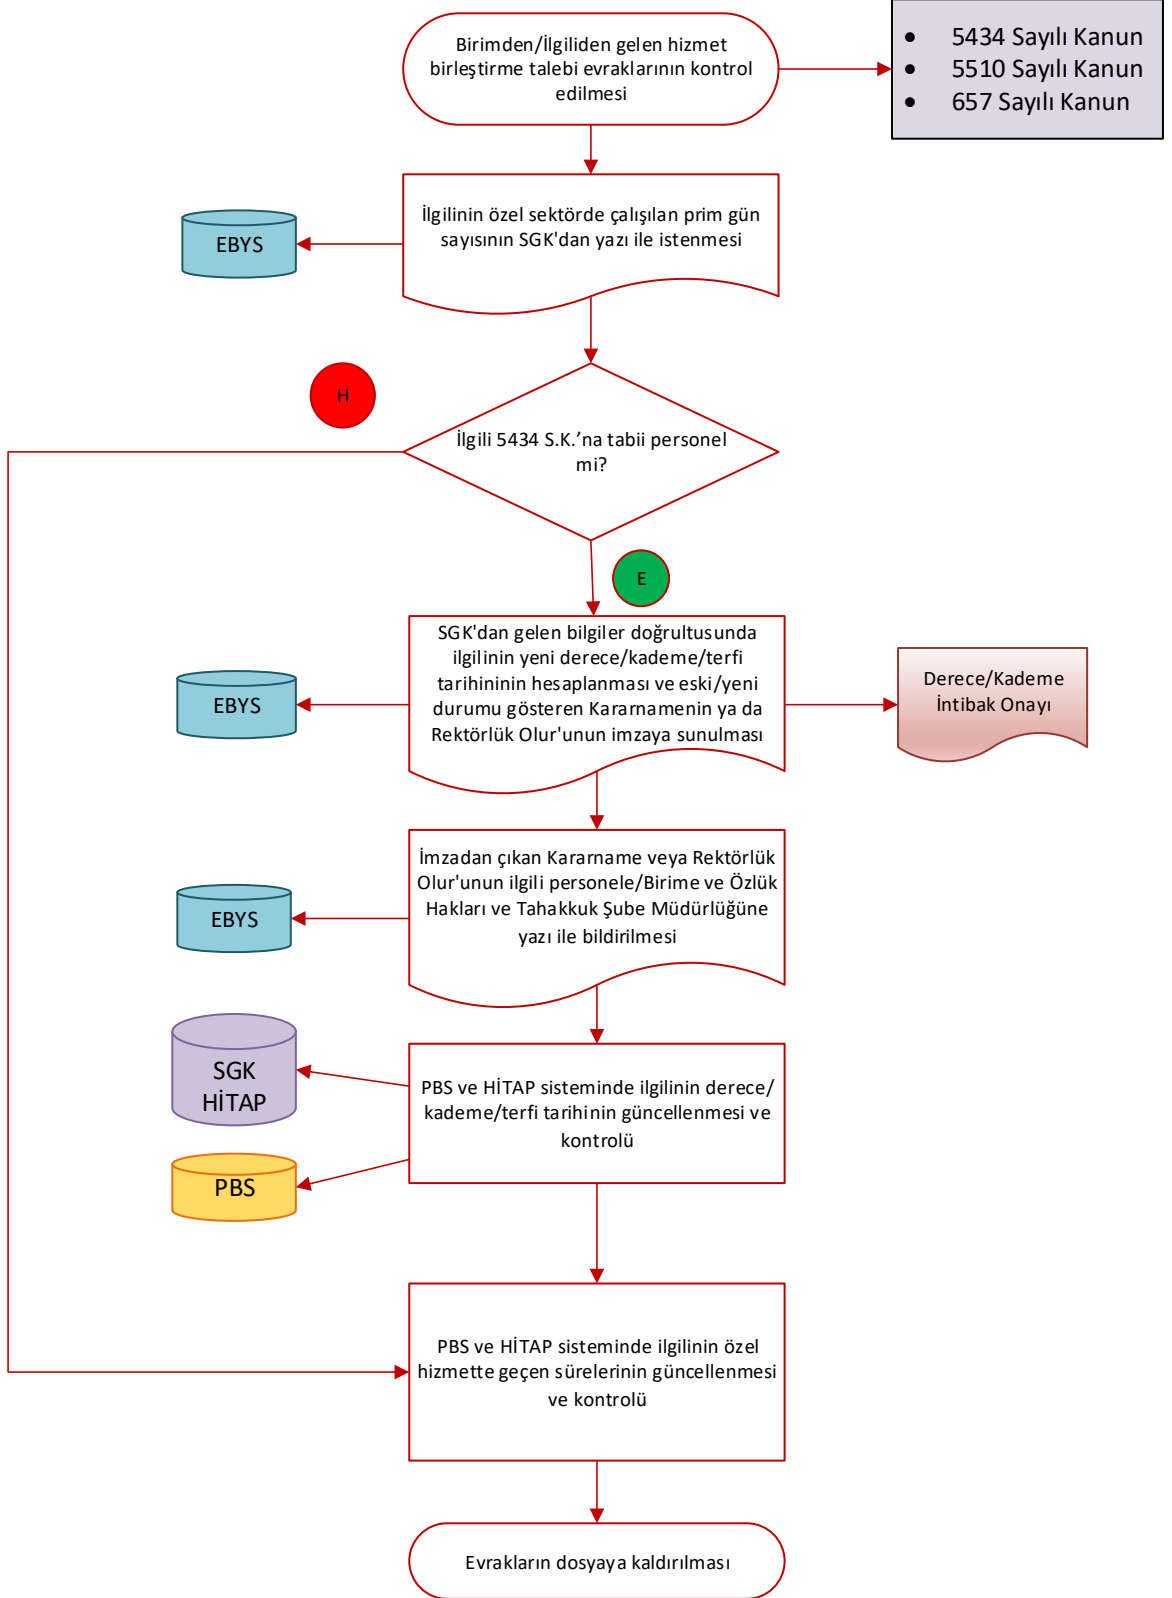 Birimden/İlgiliden gelen hizmet
birleştirme talebi evraklarının kontrol
edilmesi
• 5434 Sayılı Kanun
• 5510 Sayılı Kanun
• 657 Sayılı Kanun
İlgilinin özel sektörde çalışılan prim gün
sayısının SGK'dan yazı ile istenmesi
EBYS
H
İlgili 5434 S.K.’na tabii personel
mi?
E
SGK'dan gelen bilgiler doğrultusunda
ilgilinin yeni derece/kademe/terfi
tarihininin hesaplanması ve eski/yeni
durumu gösteren Kararnamenin ya da
Rektörlük Olur'unun imzaya sunulması
EBYS
Derece/Kademe
İntibak Onayı
İmzadan çıkan Kararname veya Rektörlük
Olur'unun ilgili personele/Birime ve Özlük
Hakları ve Tahakkuk Şube Müdürlüğüne
yazı ile bildirilmesi
EBYS
SGK
HİTAP
PBS ve HİTAP sisteminde ilgilinin derece/
kademe/terfi tarihinin güncellenmesi ve
kontrolü
PBS
PBS ve HİTAP sisteminde ilgilinin özel
hizmette geçen sürelerinin güncellenmesi
ve kontrolü
Evrakların dosyaya kaldırılması